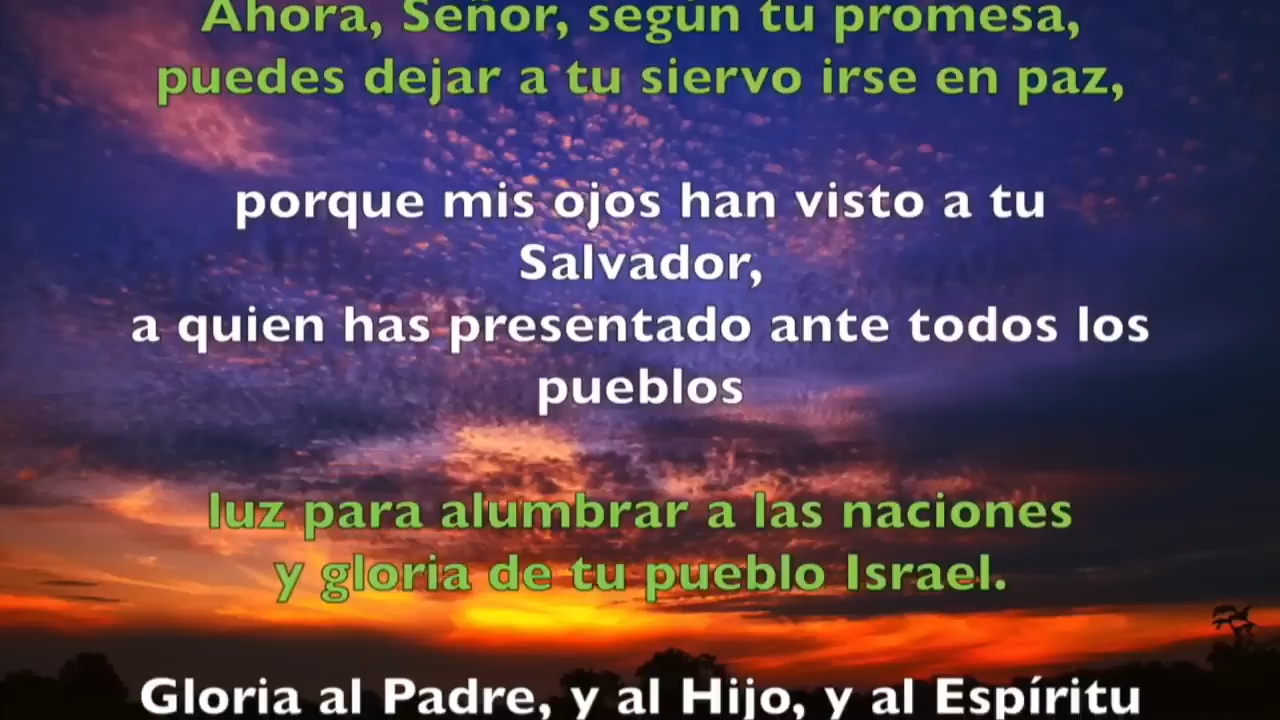 Ahora, Señor, según tu promesa,
puedes dejar a tu siervo irse en paz,
porque mis ojos han visto a tu
Salvador,
a quien has presentado ante todos los
pueblos
luz para alumbrar a las naciones
y gloria de tu pueblo Israel.
Gloria al Padre, y al Hijo, y al Espíritu